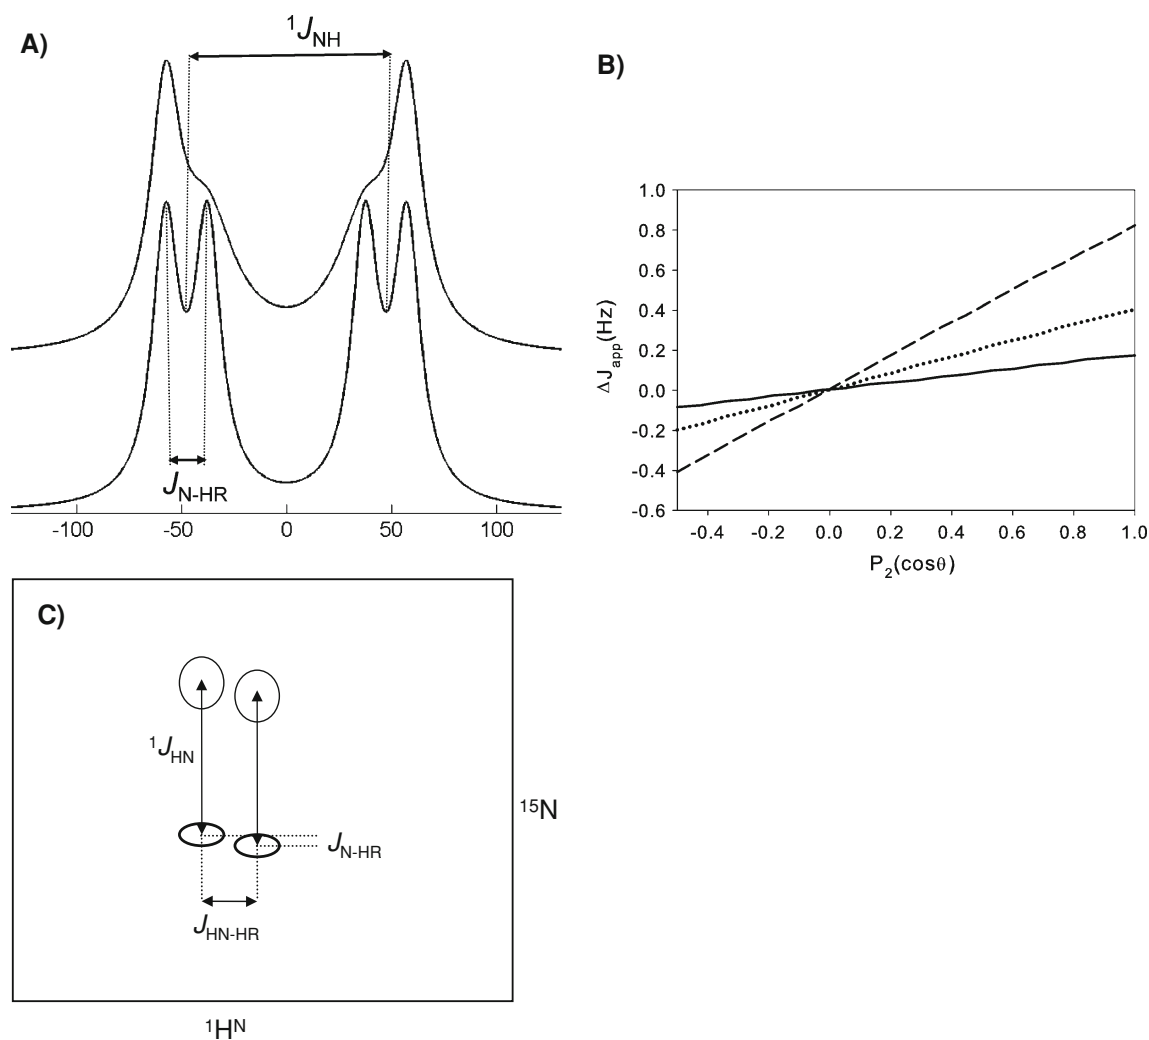 A)
¹J_NH
J_N-HR
-100 -50 0 50 100
B)
1.0
0.8
0.6
0.4
0.2
0.0
-0.2
-0.4
-0.6
ΔJ_app(Hz)
-0.4 -0.2 0.0 0.2 0.4 0.6 0.8 1.0
P₂(cosθ)
C)
¹J_HN
¹⁵N
J_N-HR
J_HN-HR
¹Hᴺ